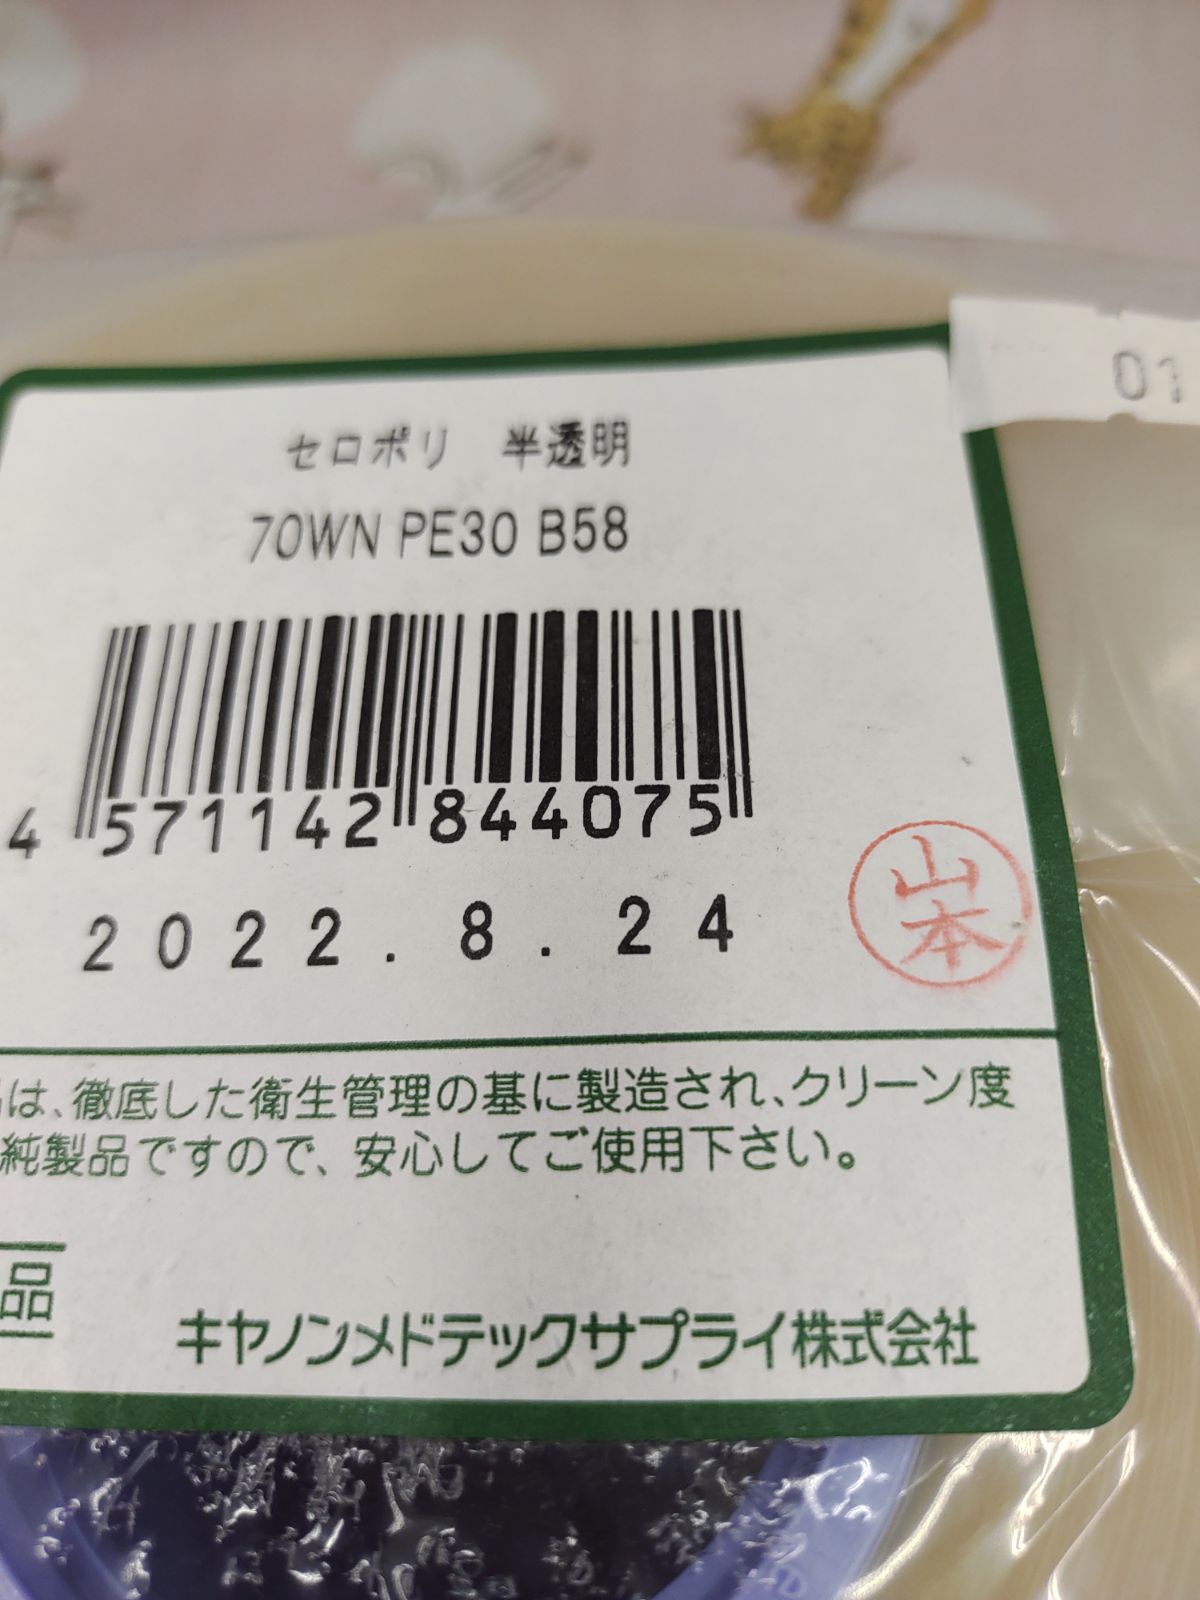 01
セロポリ 半透明
70WN PE30 B58
4 571142 844075
2022. 8. 24
山本
は、徹底した衛生管理の基に製造され、クリーン度
純製品ですので、安心してご使用下さい。
品
キヤノンメドテックサプライ株式会社